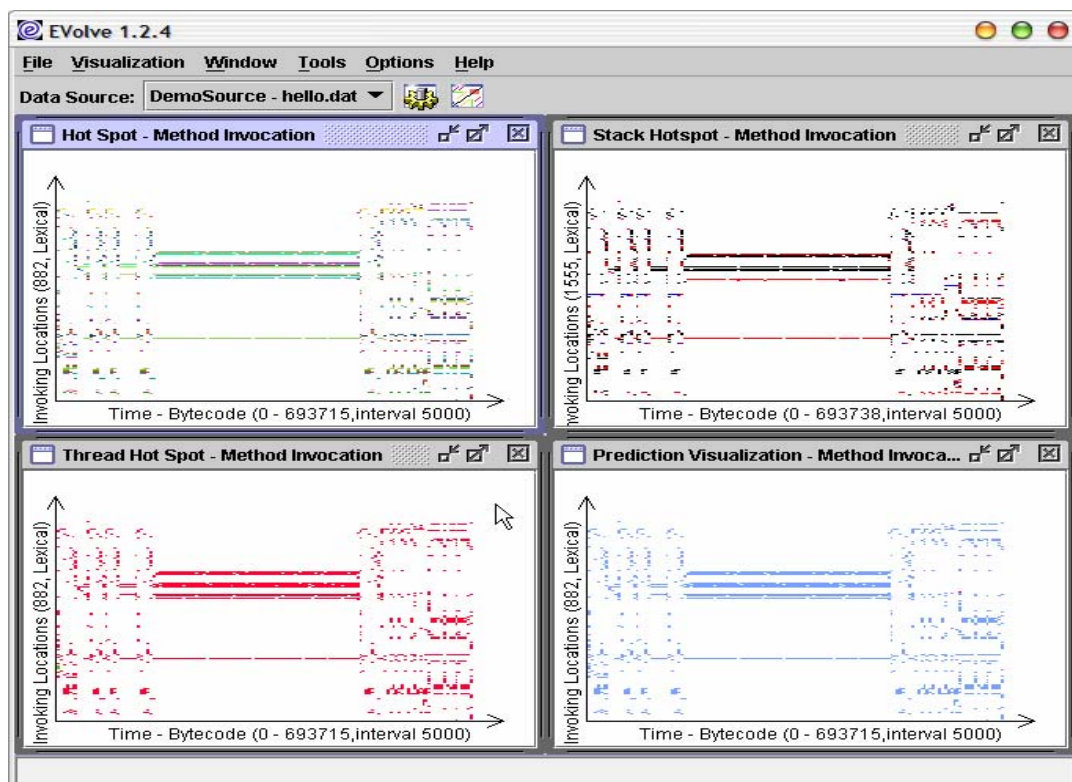 EVolve 1.2.4
File Visualization Window Tools Options Help
Data Source: DemoSource - hello.dat
Hot Spot - Method Invocation
Invoking Locations (882, Lexical)
Time - Bytecode (0 - 693715,interval 5000)
Stack Hotspot - Method Invocation
Invoking Locations (1555, Lexical)
Time - Bytecode (0 - 693738,interval 5000)
Thread Hot Spot - Method Invocation
Invoking Locations (882, Lexical)
Time - Bytecode (0 - 693715,interval 5000)
Prediction Visualization - Method Invoca...
Invoking Locations (882, Lexical)
Time - Bytecode (0 - 693715,interval 5000)